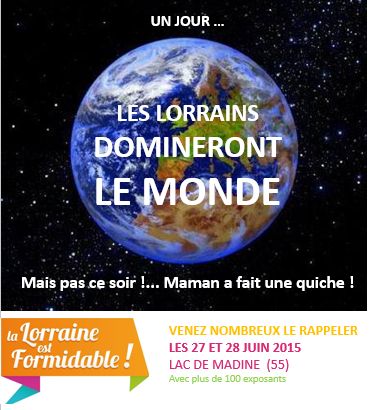 UN JOUR ...
LES LORRAINS
DOMINERONT
LE MONDE
Mais pas ce soir !... Maman a fait une quiche !
la Lorraine
est
Formidable !
VENEZ NOMBREUX LE RAPPELER
LES 27 ET 28 JUIN 2015
LAC DE MADINE (55)
Avec plus de 100 exposants